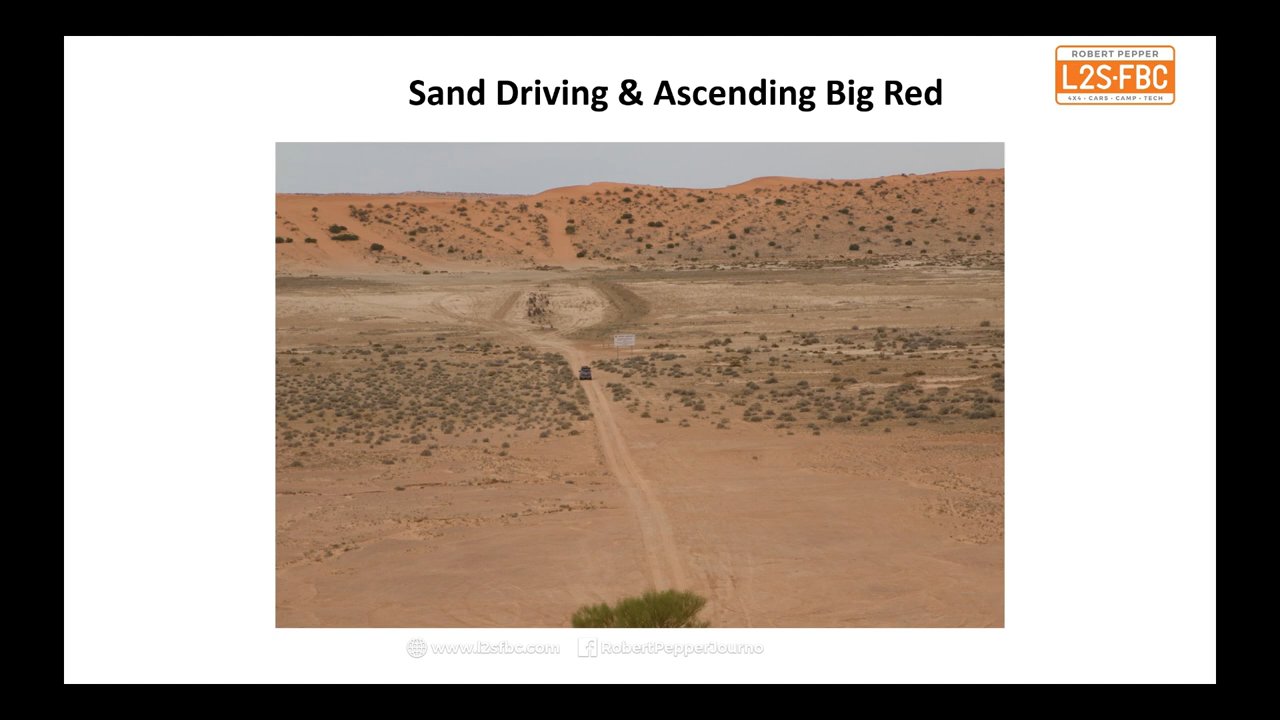 Sand Driving & Ascending Big Red
ROBERT PEPPER
L2S·FBC
4X4 · CARS · CAMP · TECH
www.l2sfbc.com RobertPepperJourno